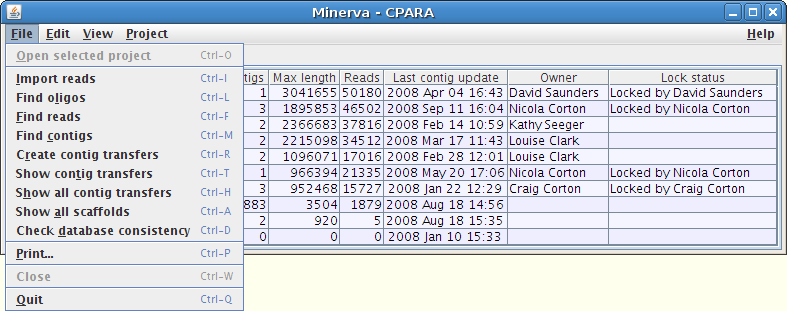 Minerva - CPARA
File Edit View Project Help
Open selected project Ctrl-O
Import reads Ctrl-I
Find oligos Ctrl-L
Find reads Ctrl-F
Find contigs Ctrl-M
Create contig transfers Ctrl-R
Show contig transfers Ctrl-T
Show all contig transfers Ctrl-H
Show all scaffolds Ctrl-A
Check database consistency Ctrl-D
Print... Ctrl-P
Close Ctrl-W
Quit Ctrl-Q
tigs Max length Reads Last contig update Owner Lock status
1 3041655 50180 2008 Apr 04 16:43 David Saunders Locked by David Saunders
3 1895853 46502 2008 Sep 11 16:04 Nicola Corton Locked by Nicola Corton
2 2366683 37816 2008 Feb 14 10:59 Kathy Seeger
2 2215098 34512 2008 Mar 17 11:43 Louise Clark
2 1096071 17016 2008 Feb 28 12:01 Louise Clark
1 966394 21335 2008 May 20 17:06 Nicola Corton Locked by Nicola Corton
3 952468 15727 2008 Jan 22 12:29 Craig Corton Locked by Craig Corton
883 3504 1879 2008 Aug 18 14:56
2 920 5 2008 Aug 18 15:35
0 0 0 2008 Jan 10 15:33